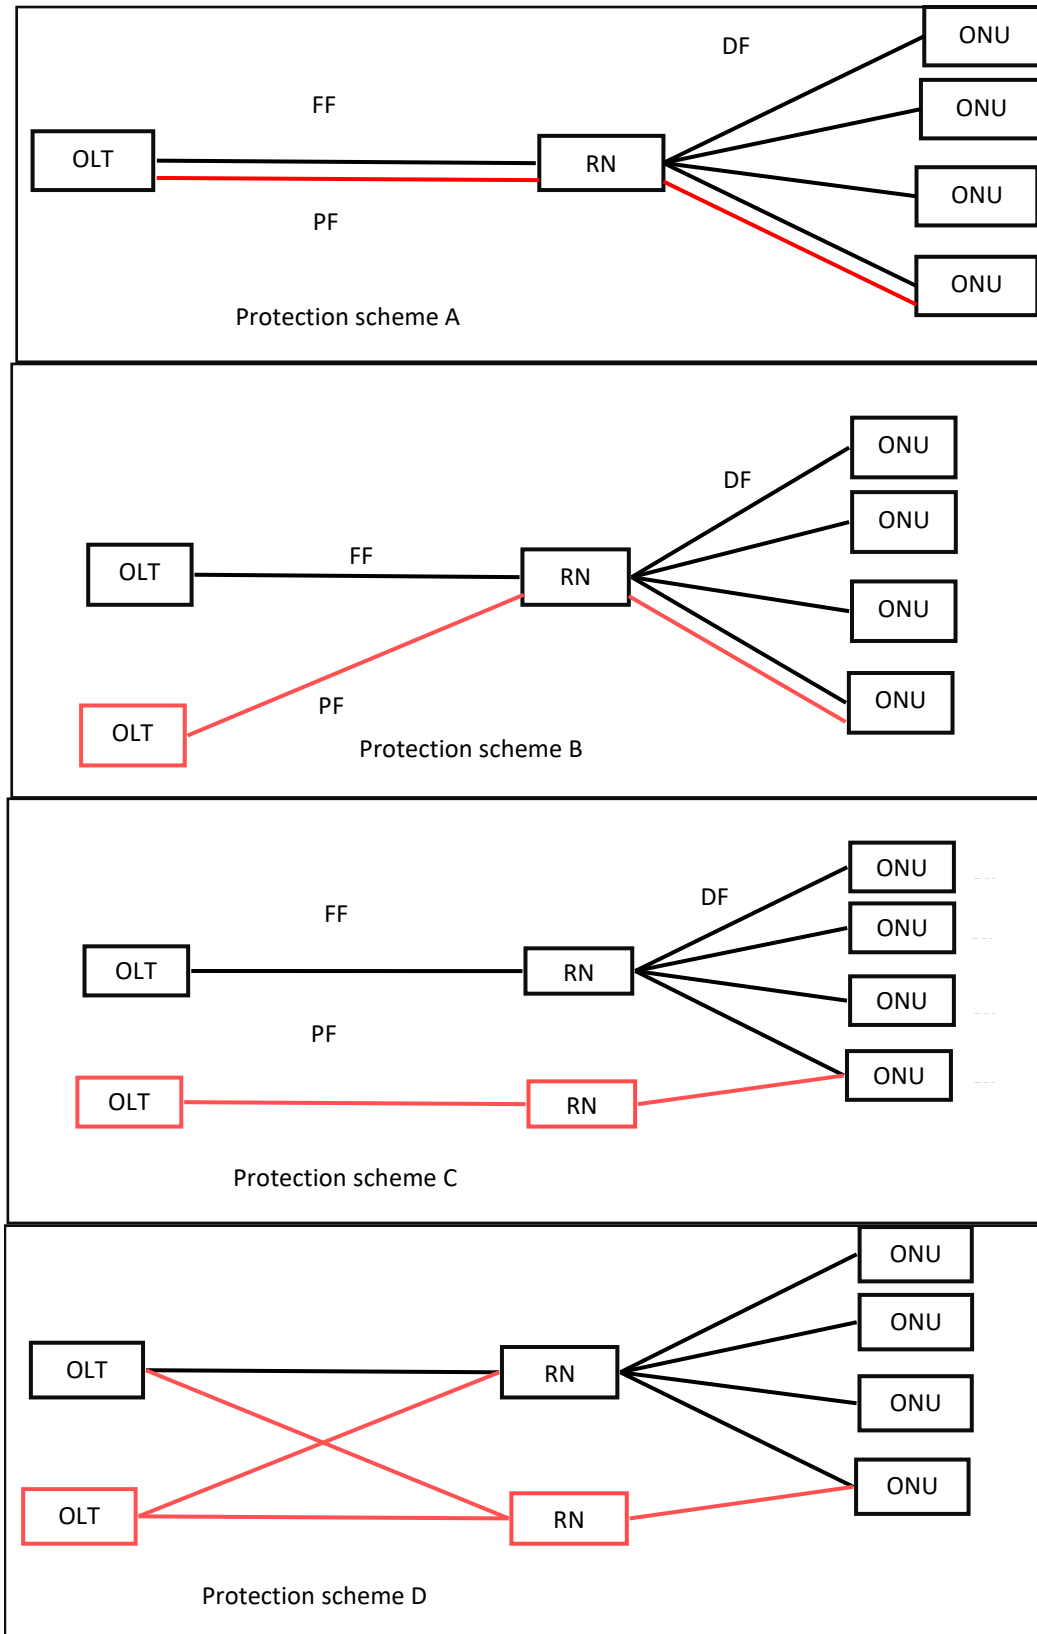 DF
ONU
FF
ONU
OLT
RN
ONU
PF
ONU
Protection scheme A
ONU
DF
ONU
FF
OLT
RN
ONU
PF
ONU
OLT
Protection scheme B
ONU
DF
FF
ONU
OLT
RN
ONU
PF
ONU
OLT
RN
Protection scheme C
ONU
ONU
OLT
RN
ONU
ONU
OLT
RN
Protection scheme D